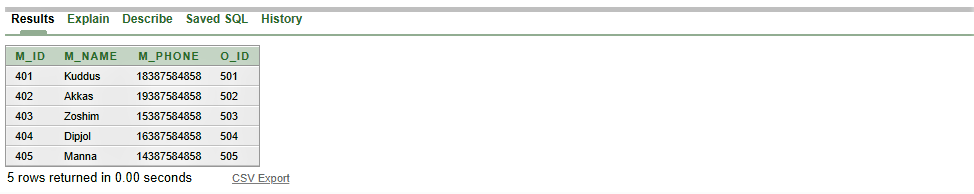 Results Explain Describe Saved SQL History
M_ID M_NAME M_PHONE O_ID
401 Kuddus 18387584858 501
402 Akkas 19387584858 502
403 Zoshim 15387584858 503
404 Dipjol 16387584858 504
405 Manna 14387584858 505
5 rows returned in 0.00 seconds CSV Export